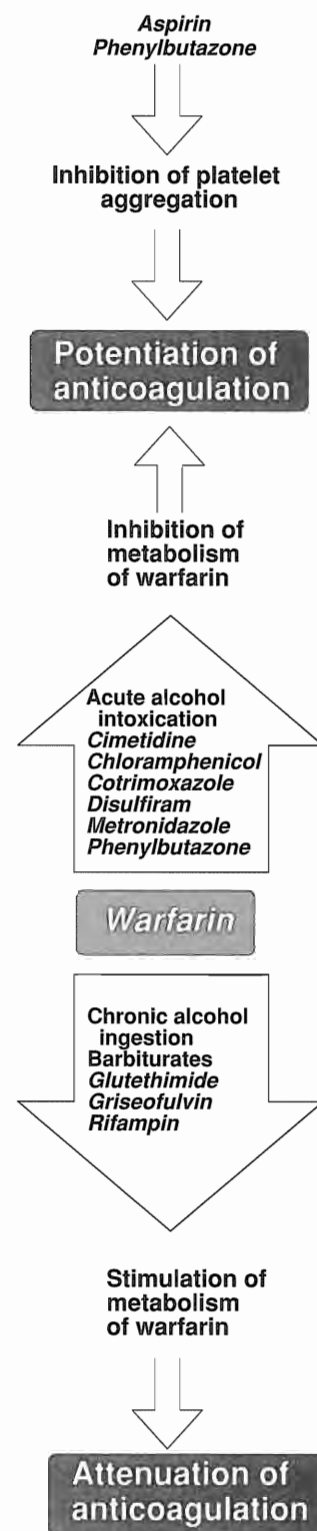 Aspirin
Phenylbutazone
Inhibition of platelet
aggregation
Potentiation of
anticoagulation
Inhibition of
metabolism
of warfarin
Acute alcohol
intoxication
Cimetidine
Chloramphenicol
Cotrimoxazole
Disulfiram
Metronidazole
Phenylbutazone
Warfarin
Chronic alcohol
ingestion
Barbiturates
Glutethimide
Griseofulvin
Rifampin
Stimulation of
metabolism
of warfarin
Attenuation of
anticoagulation